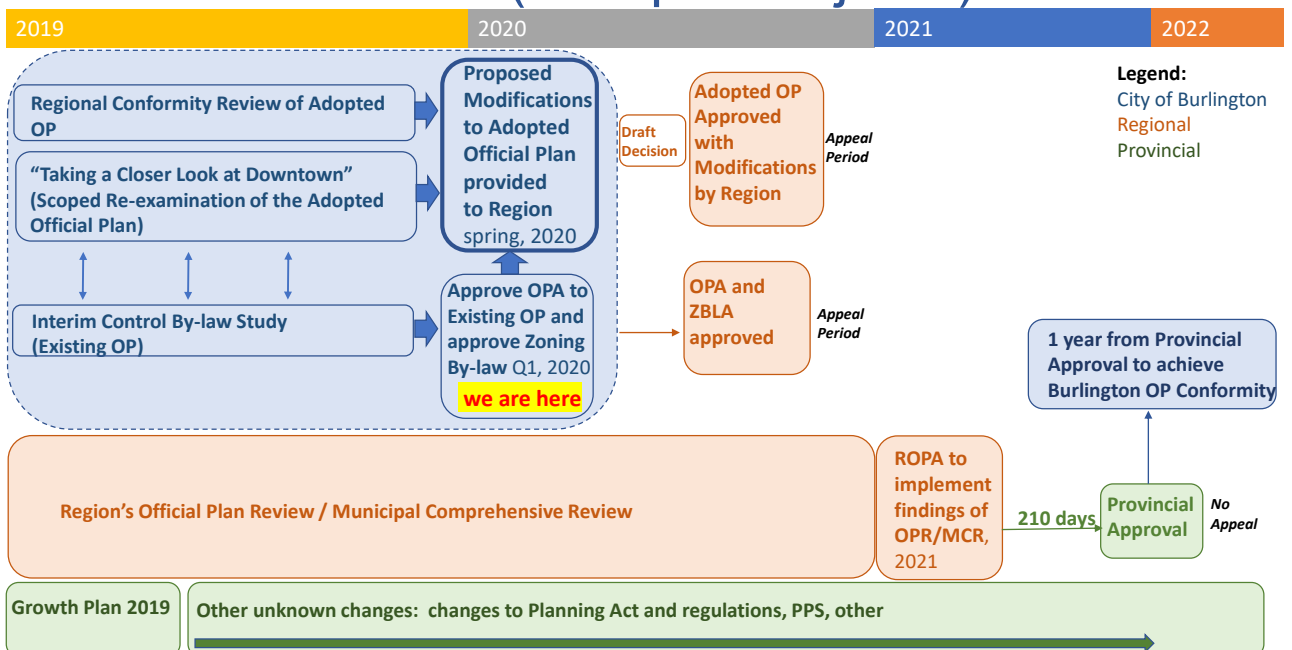 2019
2020
2021
2022
Regional Conformity Review of Adopted
OP
“Taking a Closer Look at Downtown”
(Scoped Re-examination of the Adopted
Official Plan)
Interim Control By-law Study
(Existing OP)
Proposed
Modifications
to Adopted
Official Plan
provided
to Region
spring, 2020
Approve OPA to
Existing OP and
approve Zoning
By-law Q1, 2020
we are here
Draft
Decision
Adopted OP
Approved
with
Modifications
by Region
Appeal
Period
OPA and
ZBLA
approved
Appeal
Period
Legend:
City of Burlington
Regional
Provincial
1 year from Provincial
Approval to achieve
Burlington OP Conformity
Region’s Official Plan Review / Municipal Comprehensive Review
ROPA to
implement
findings of
OPR/MCR,
2021
210 days
Provincial
Approval
No
Appeal
Growth Plan 2019
Other unknown changes: changes to Planning Act and regulations, PPS, other